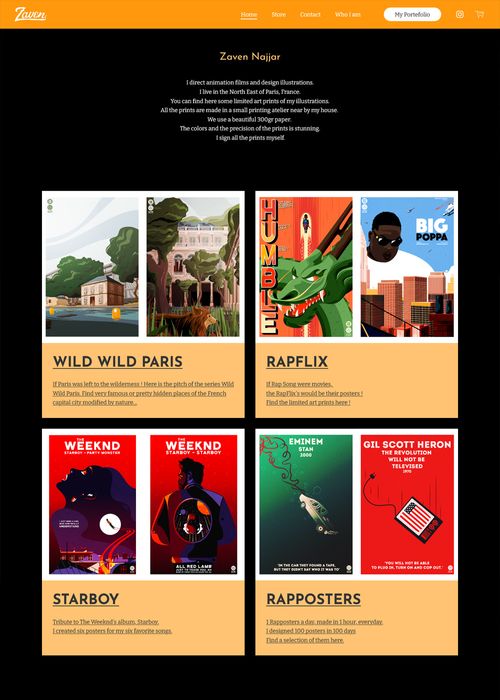 Zaven
Home Store Contact Who I am My Portefolio
Zaven Najjar
I direct animation films and design illustrations.
I live in the North East of Paris, France.
You can find here some limited art prints of my illustrations.
All the prints are made in a small printing atelier near by my house.
We use a beautiful 300gr paper.
The colors and the precision of the prints is stunning.
I sign all the prints myself.
HUMBLE
BIG
POPPA
WILD WILD PARIS
If Paris was left to the wilderness ! Here is the pitch of the series Wild
Wild Paris. Find very famous or pretty hidden places of the French
capital city modified by nature...
RAPFLIX
If Rap Song were movies,
the RapFlix's would be their posters !
Find the limited art prints here !
THE
WEEKND
STARBOY - PARTY MONSTER
THE
WEEKND
STARBOY - STARBOY
ALL RED LAMB
EMINEM
STAN
2000
'IN THE CAR THEY FOUND A TAPE,
BUT THEY DIDN'T SAY WHO IT WAS TO'
GIL SCOTT HERON
THE REVOLUTION
WILL NOT BE
TELEVISED
1970
'YOU WILL NOT BE ABLE
TO PLUG IN, TURN ON AND COP OUT.'
STARBOY
Tribute to The Weeknd's album, Starboy.
I created six posters for my six favorite songs.
RAPPOSTERS
1 Rapposters a day, made in 1 hour, everyday.
I designed 100 posters in 100 days
Find a selection of them here.